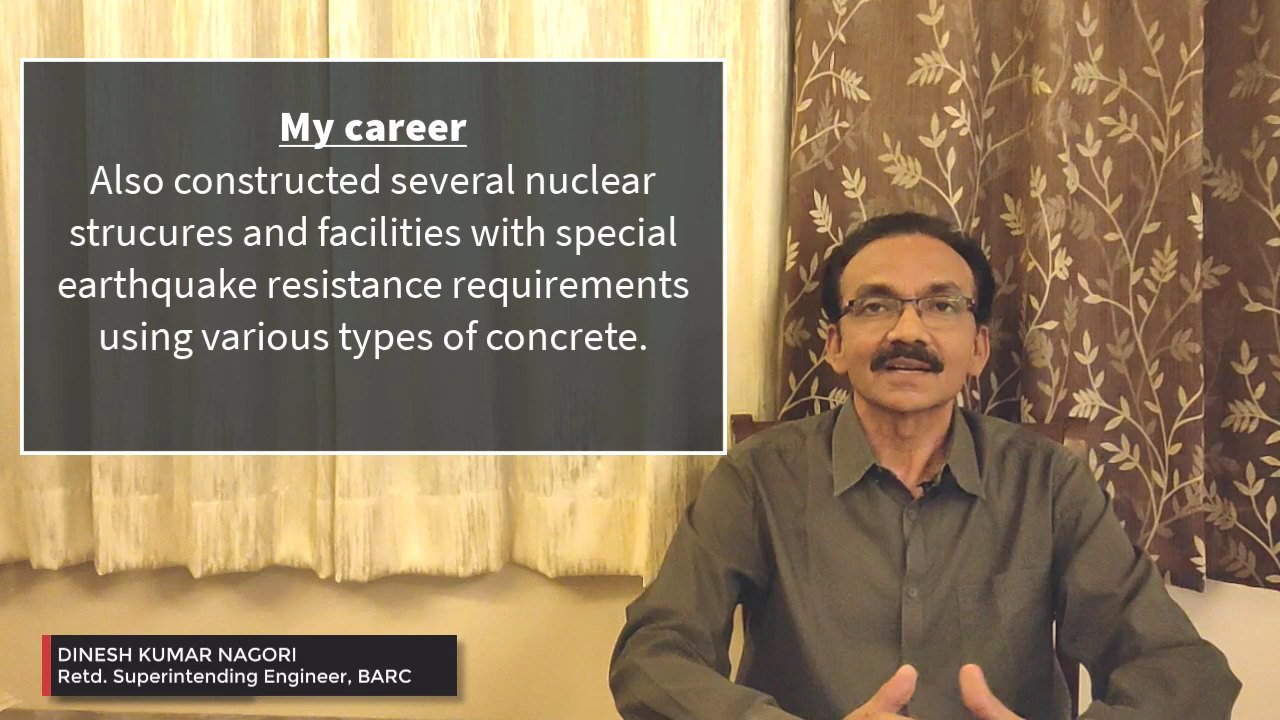 My career
Also constructed several nuclear
strucures and facilities with special
earthquake resistance requirements
using various types of concrete.
DINESH KUMAR NAGORI
Retd. Superintending Engineer, BARC